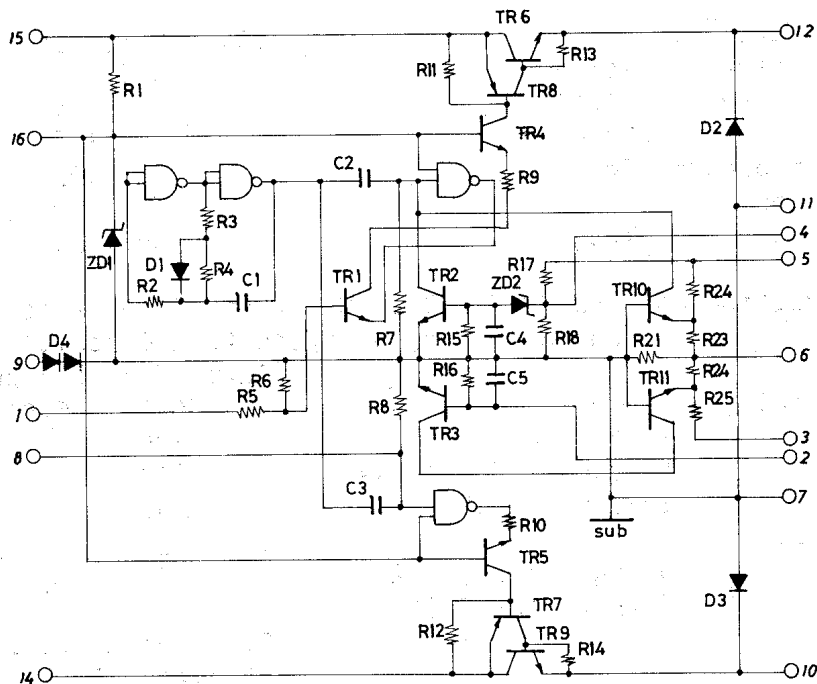 TR6
15
12
R1
R11
R13
TR8
16
TR4
D2
C2
R9
R3
11
ZD1
D1
R4
C1
TR1
TR2
ZD2
R17
4
5
R2
R7
R15
C4
R18
TR10
R24
R23
D4
9
R21
6
R6
R16
C5
R24
TR11
R5
1
R8
TR3
R25
3
8
2
C3
7
R10
sub
TR5
D3
TR7
R12
TR9
R14
14
10